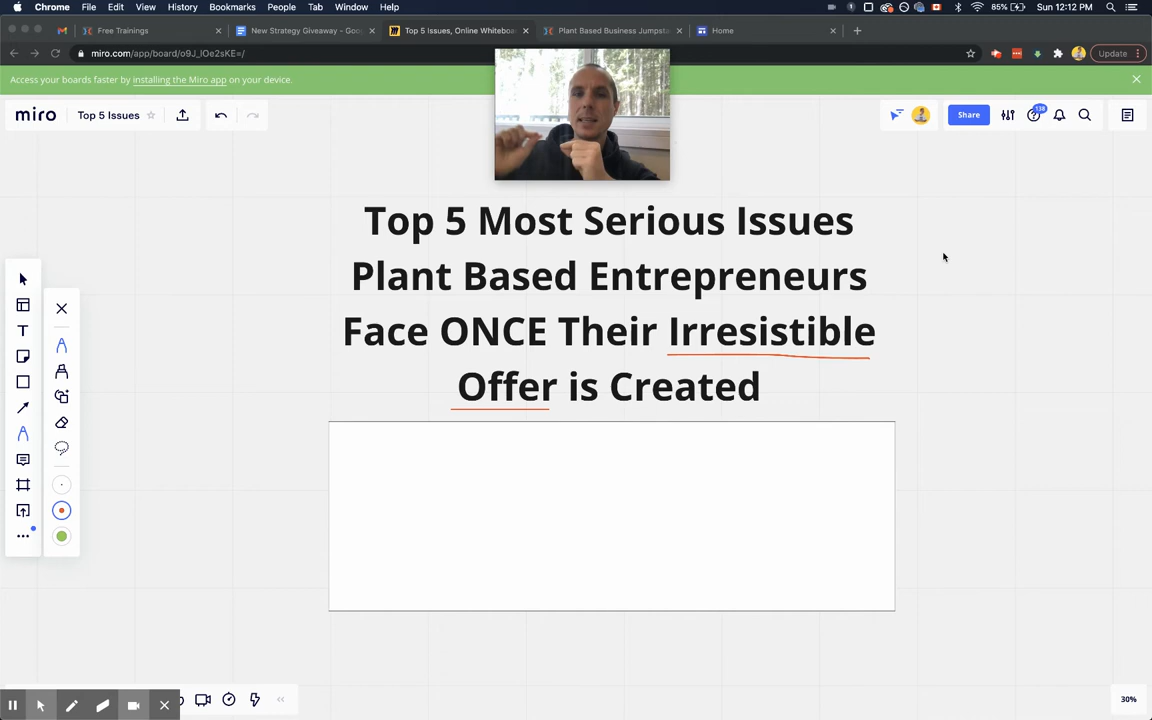 Chrome File Edit View History Bookmarks People Tab Window Help 85% Sun 12:12 PM
Free Trainings New Strategy Giveaway - Goo Top 5 Issues, Online Whiteboa Plant Based Business Jumpsta Home
miro.com/app/board/o9J_lOe2sKE=/ Update
Access your boards faster by installing the Miro app on your device.
miro Top 5 Issues 138 Share
Top 5 Most Serious Issues
Plant Based Entrepreneurs
Face ONCE Their Irresistible
Offer is Created
T
30%